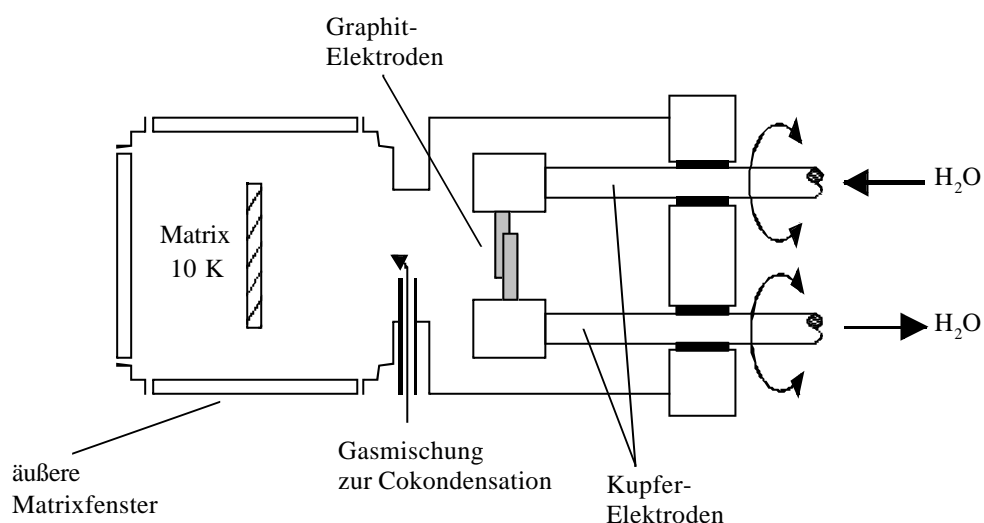 Graphit-
Elektroden
Matrix
10 K
H₂O
H₂O
Gasmischung
zur Cokondensation
äußere
Matrixfenster
Kupfer-
Elektroden